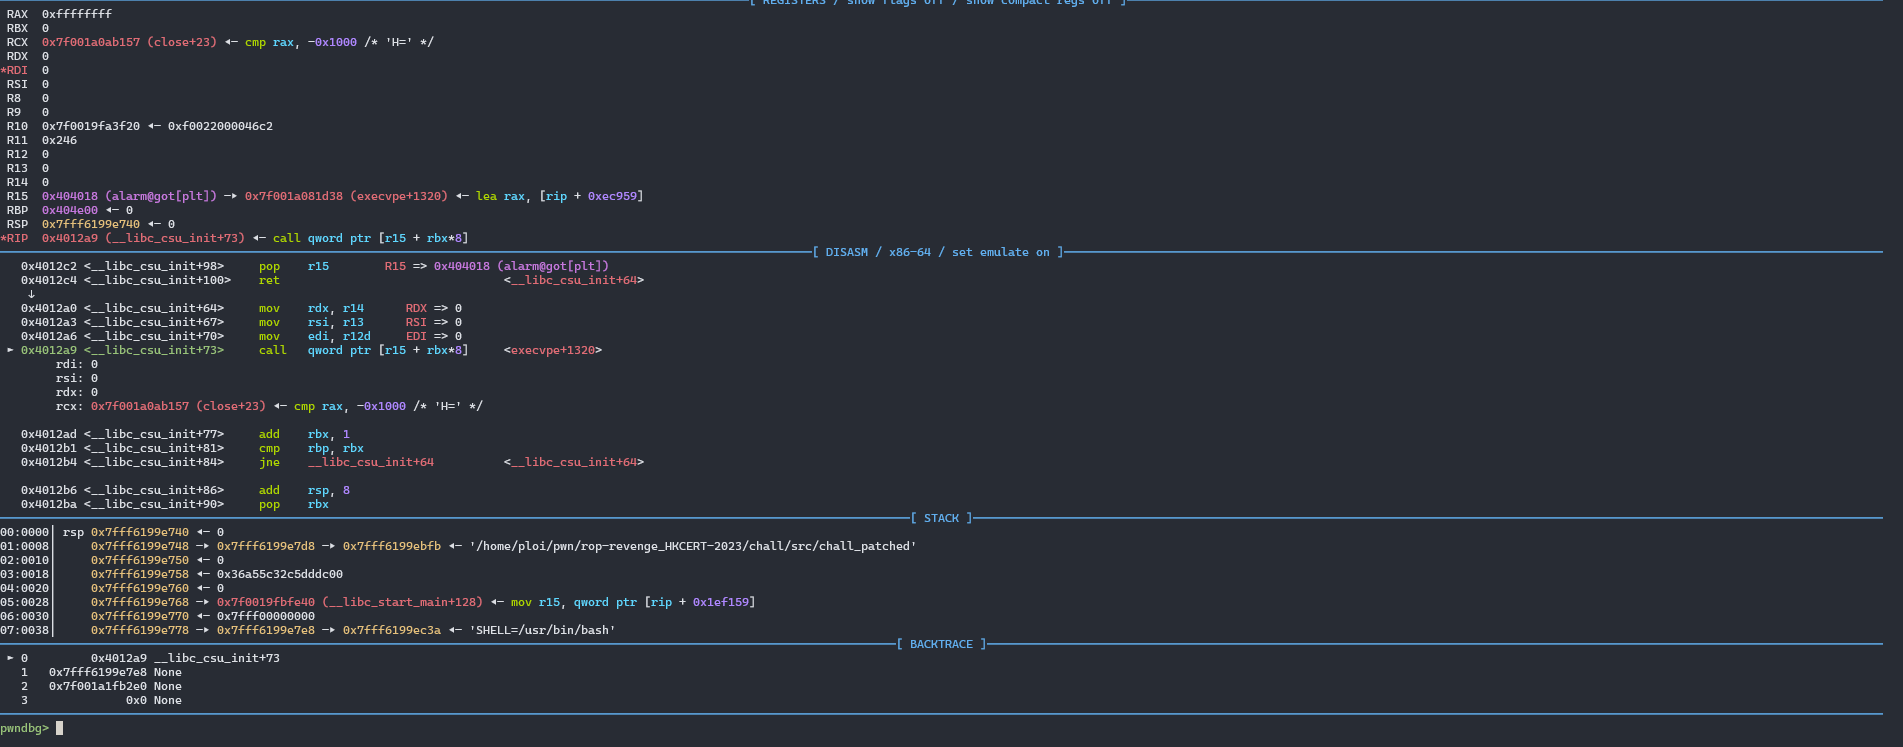 [ REGISTERS / show-flags off / show-compact-regs off ]
 RAX  0xffffffff
 RBX  0
 RCX  0x7f001a0ab157 (close+23) ◂— cmp rax, -0x1000 /* 'H=' */
 RDX  0
*RDI  0
 RSI  0
 R8   0
 R9   0
 R10  0x7f0019fa3f20 ◂— 0xf0022000046c2
 R11  0x246
 R12  0
 R13  0
 R14  0
 R15  0x404018 (alarm@got[plt]) —▸ 0x7f001a081d38 (execvpe+1320) ◂— lea rax, [rip + 0xec959]
 RBP  0x404e00 ◂— 0
 RSP  0x7fff6199e740 ◂— 0
*RIP  0x4012a9 (__libc_csu_init+73) ◂— call qword ptr [r15 + rbx*8]
[ DISASM / x86-64 / set emulate on ]
   0x4012c2 <__libc_csu_init+98>     pop    r15        R15 => 0x404018 (alarm@got[plt])
   0x4012c4 <__libc_csu_init+100>    ret                                <__libc_csu_init+64>
    ↓
   0x4012a0 <__libc_csu_init+64>     mov    rdx, r14      RDX => 0
   0x4012a3 <__libc_csu_init+67>     mov    rsi, r13      RSI => 0
   0x4012a6 <__libc_csu_init+70>     mov    edi, r12d     EDI => 0
 ► 0x4012a9 <__libc_csu_init+73>     call   qword ptr [r15 + rbx*8]     <execvpe+1320>
        rdi: 0
        rsi: 0
        rdx: 0
        rcx: 0x7f001a0ab157 (close+23) ◂— cmp rax, -0x1000 /* 'H=' */
   0x4012ad <__libc_csu_init+77>     add    rbx, 1
   0x4012b1 <__libc_csu_init+81>     cmp    rbp, rbx
   0x4012b4 <__libc_csu_init+84>     jne    __libc_csu_init+64          <__libc_csu_init+64>
   0x4012b6 <__libc_csu_init+86>     add    rsp, 8
   0x4012ba <__libc_csu_init+90>     pop    rbx
[ STACK ]
00:0000│ rsp 0x7fff6199e740 ◂— 0
01:0008│     0x7fff6199e748 —▸ 0x7fff6199e7d8 —▸ 0x7fff6199ebfb ◂— '/home/ploi/pwn/rop-revenge_HKCERT-2023/chall/src/chall_patched'
02:0010│     0x7fff6199e750 ◂— 0
03:0018│     0x7fff6199e758 ◂— 0x36a55c32c5dddc00
04:0020│     0x7fff6199e760 ◂— 0
05:0028│     0x7fff6199e768 —▸ 0x7f0019fbfe40 (__libc_start_main+128) ◂— mov r15, qword ptr [rip + 0x1ef159]
06:0030│     0x7fff6199e770 ◂— 0x7fff00000000
07:0038│     0x7fff6199e778 —▸ 0x7fff6199e7e8 —▸ 0x7fff6199ec3a ◂— 'SHELL=/usr/bin/bash'
[ BACKTRACE ]
 ► 0         0x4012a9 __libc_csu_init+73
   1   0x7fff6199e7e8 None
   2   0x7f001a1fb2e0 None
   3              0x0 None
pwndbg>